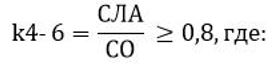 k4- 6 = СЛА/СО ≥ 0,8, где: